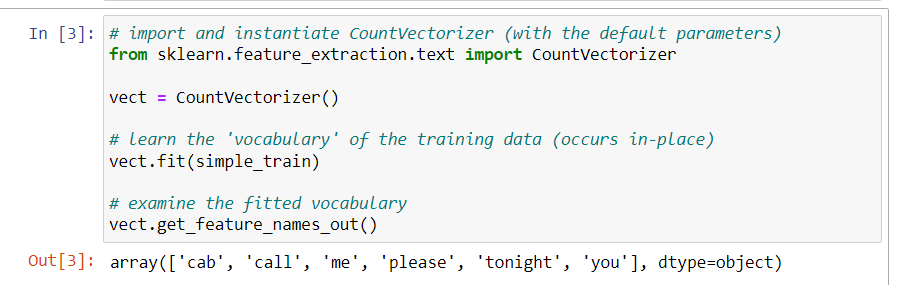 In [3]: # import and instantiate CountVectorizer (with the default parameters)
from sklearn.feature_extraction.text import CountVectorizer
vect = CountVectorizer()
# learn the 'vocabulary' of the training data (occurs in-place)
vect.fit(simple_train)
# examine the fitted vocabulary
vect.get_feature_names_out()
Out[3]: array(['cab', 'call', 'me', 'please', 'tonight', 'you'], dtype=object)